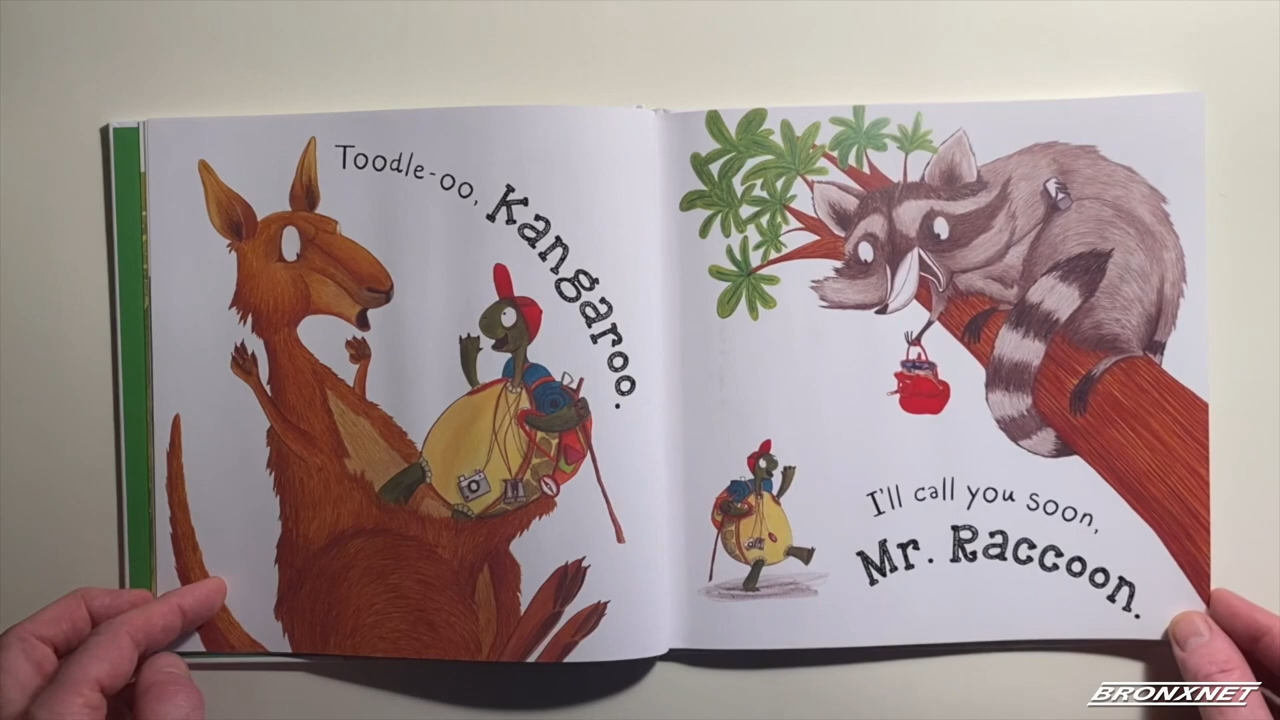 Toodle-oo, Kangaroo.
I'll call you soon,
Mr. Raccoon.
BRONXNET